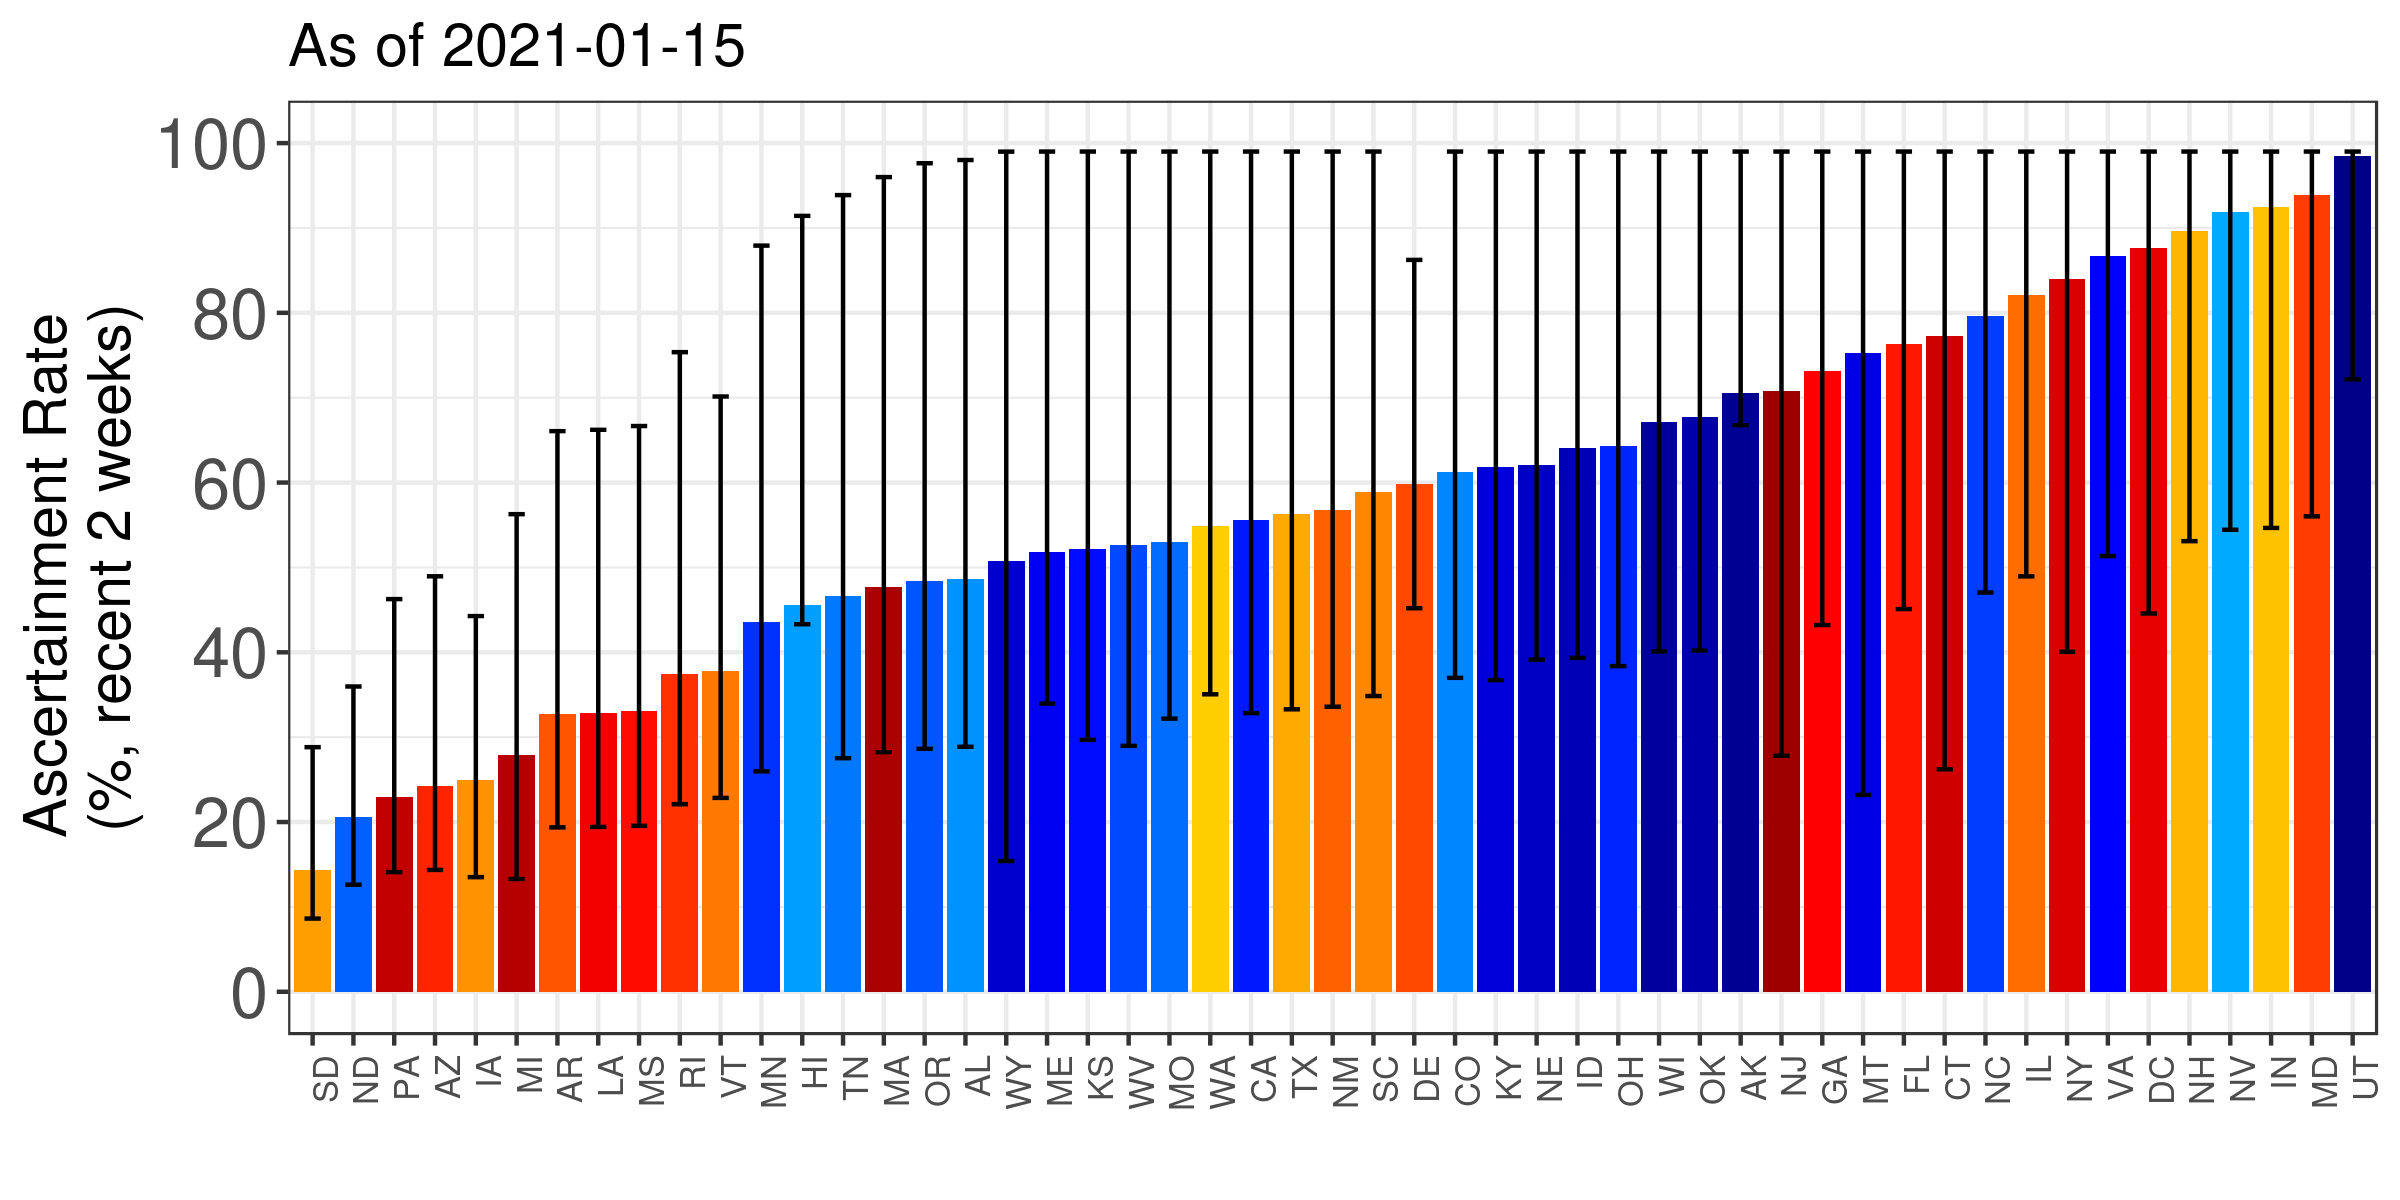 As of 2021-01-15
Ascertainment Rate
(%, recent 2 weeks)
100
80
60
40
20
0
SD ND PA AZ IA MI AR LA MS RI VT MN HI TN MA OR AL WY ME KS WV MO WA CA TX NM SC DE CO KY NE ID OH WI OK AK NJ GA MT FL CT NC IL NY VA DC NH NV IN MD UT